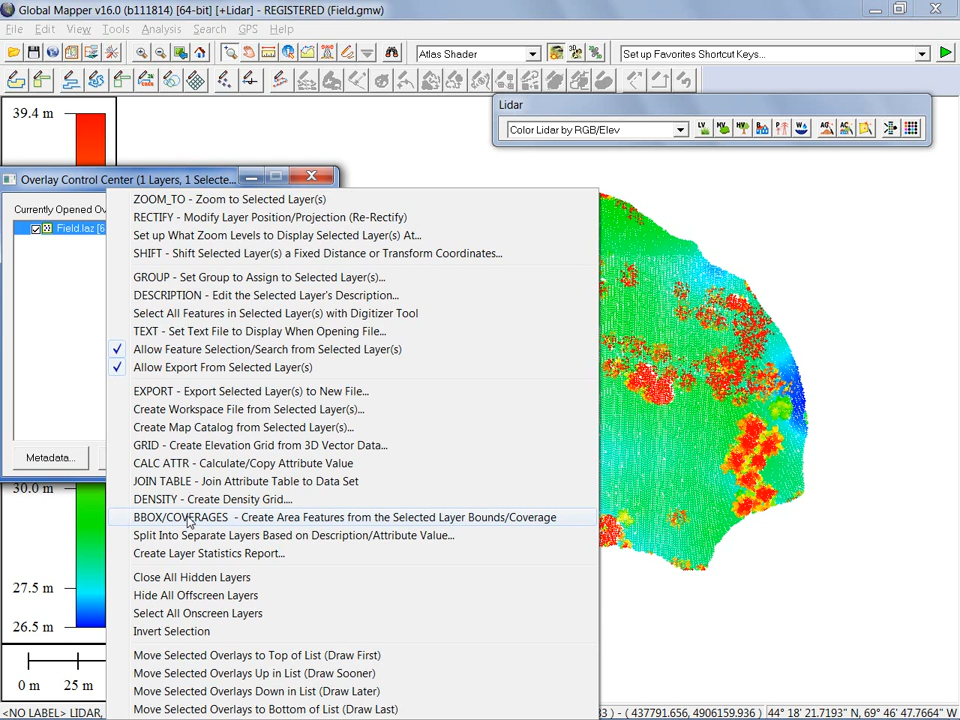 Global Mapper v16.0 (b111814) [64-bit] [+Lidar] - REGISTERED (Field.gmw)
File Edit View Tools Analysis Search GPS Help
Atlas Shader
Set up Favorites Shortcut Keys...
39.4 m
Lidar
Color Lidar by RGB/Elev
Overlay Control Center (1 Layers, 1 Selecte...
Currently Opened Ov
Field.laz [6
ZOOM_TO - Zoom to Selected Layer(s)
RECTIFY - Modify Layer Position/Projection (Re-Rectify)
Set up What Zoom Levels to Display Selected Layer(s) At...
SHIFT - Shift Selected Layer(s) a Fixed Distance or Transform Coordinates...
GROUP - Set Group to Assign to Selected Layer(s)...
DESCRIPTION - Edit the Selected Layer's Description...
Select All Features in Selected Layer(s) with Digitizer Tool
TEXT - Set Text File to Display When Opening File...
Allow Feature Selection/Search from Selected Layer(s)
Allow Export From Selected Layer(s)
EXPORT - Export Selected Layer(s) to New File...
Create Workspace File from Selected Layer(s)...
Create Map Catalog from Selected Layer(s)...
GRID - Create Elevation Grid from 3D Vector Data...
CALC ATTR - Calculate/Copy Attribute Value
JOIN TABLE - Join Attribute Table to Data Set
DENSITY - Create Density Grid....
BBOX/COVERAGES - Create Area Features from the Selected Layer Bounds/Coverage
Split Into Separate Layers Based on Description/Attribute Value...
Create Layer Statistics Report...
Close All Hidden Layers
Hide All Offscreen Layers
Select All Onscreen Layers
Invert Selection
Move Selected Overlays to Top of List (Draw First)
Move Selected Overlays Up in List (Draw Sooner)
Move Selected Overlays Down in List (Draw Later)
Move Selected Overlays to Bottom of List (Draw Last)
Metadata...
30.0 m
27.5 m
26.5 m
0 m 25 m
<NO LABEL> LIDAR, 83 ) - ( 437791.656, 4906159.936 ) 44° 18' 21.7193" N, 69° 46' 47.7664" W